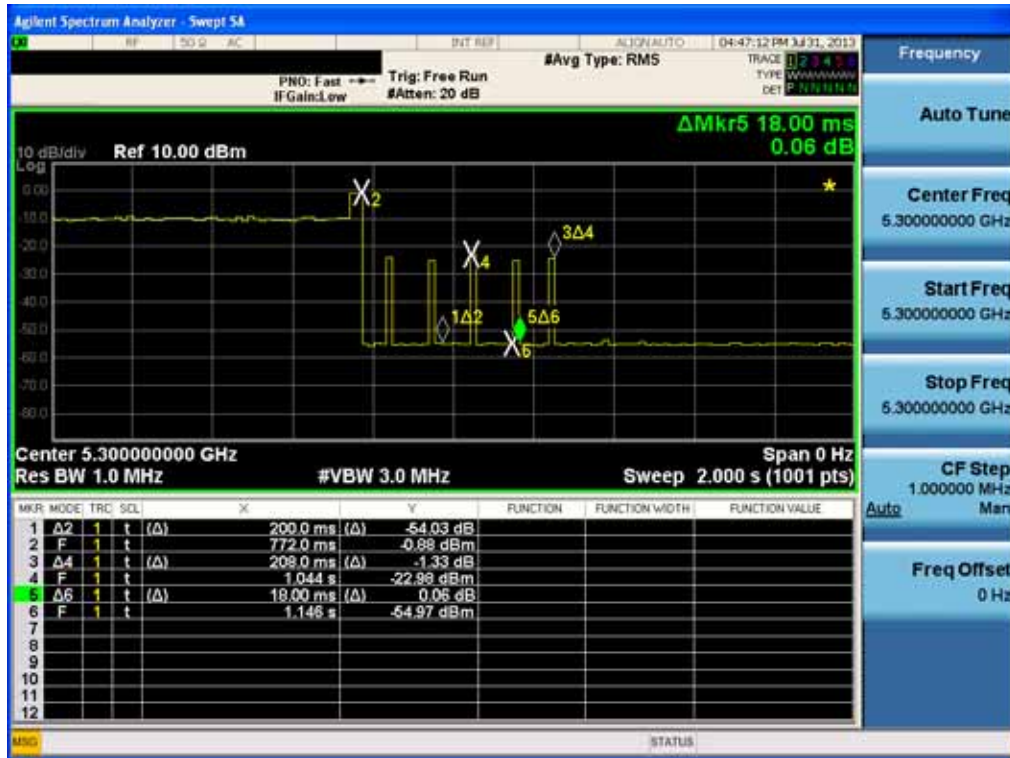 Agilent Spectrum Analyzer - Swept SA
RF 50 Ω AC INT REF ALIGNAUTO 04:47:12 PM Jul 31, 2013
#Avg Type: RMS
TRACE 1 2 3 4 5 6
TYPE WWWWWW
DET P N N N N N
PNO: Fast
IFGain:Low
Trig: Free Run
#Atten: 20 dB
ΔMkr5 18.00 ms
0.06 dB
10 dB/div Ref 10.00 dBm
Log
0.00
-10.0
-20.0
-30.0
-40.0
-50.0
-60.0
-70.0
-80.0
2
3Δ4
4
1Δ2
5Δ6
6
*
Center 5.300000000 GHz Span 0 Hz
Res BW 1.0 MHz #VBW 3.0 MHz Sweep 2.000 s (1001 pts)
MKR MODE TRC SCL X Y FUNCTION FUNCTION WIDTH FUNCTION VALUE
1 Δ2 1 t (Δ) 200.0 ms (Δ) -54.03 dB
2 F 1 t 772.0 ms -0.88 dBm
3 Δ4 1 t (Δ) 208.0 ms (Δ) -1.33 dB
4 F 1 t 1.044 s -22.98 dBm
5 Δ6 1 t (Δ) 18.00 ms (Δ) 0.06 dB
6 F 1 t 1.146 s -54.97 dBm
7
8
9
10
11
12
MSG STATUS
Frequency
Auto Tune
Center Freq
5.300000000 GHz
Start Freq
5.300000000 GHz
Stop Freq
5.300000000 GHz
CF Step
1.000000 MHz
Auto Man
Freq Offset
0 Hz